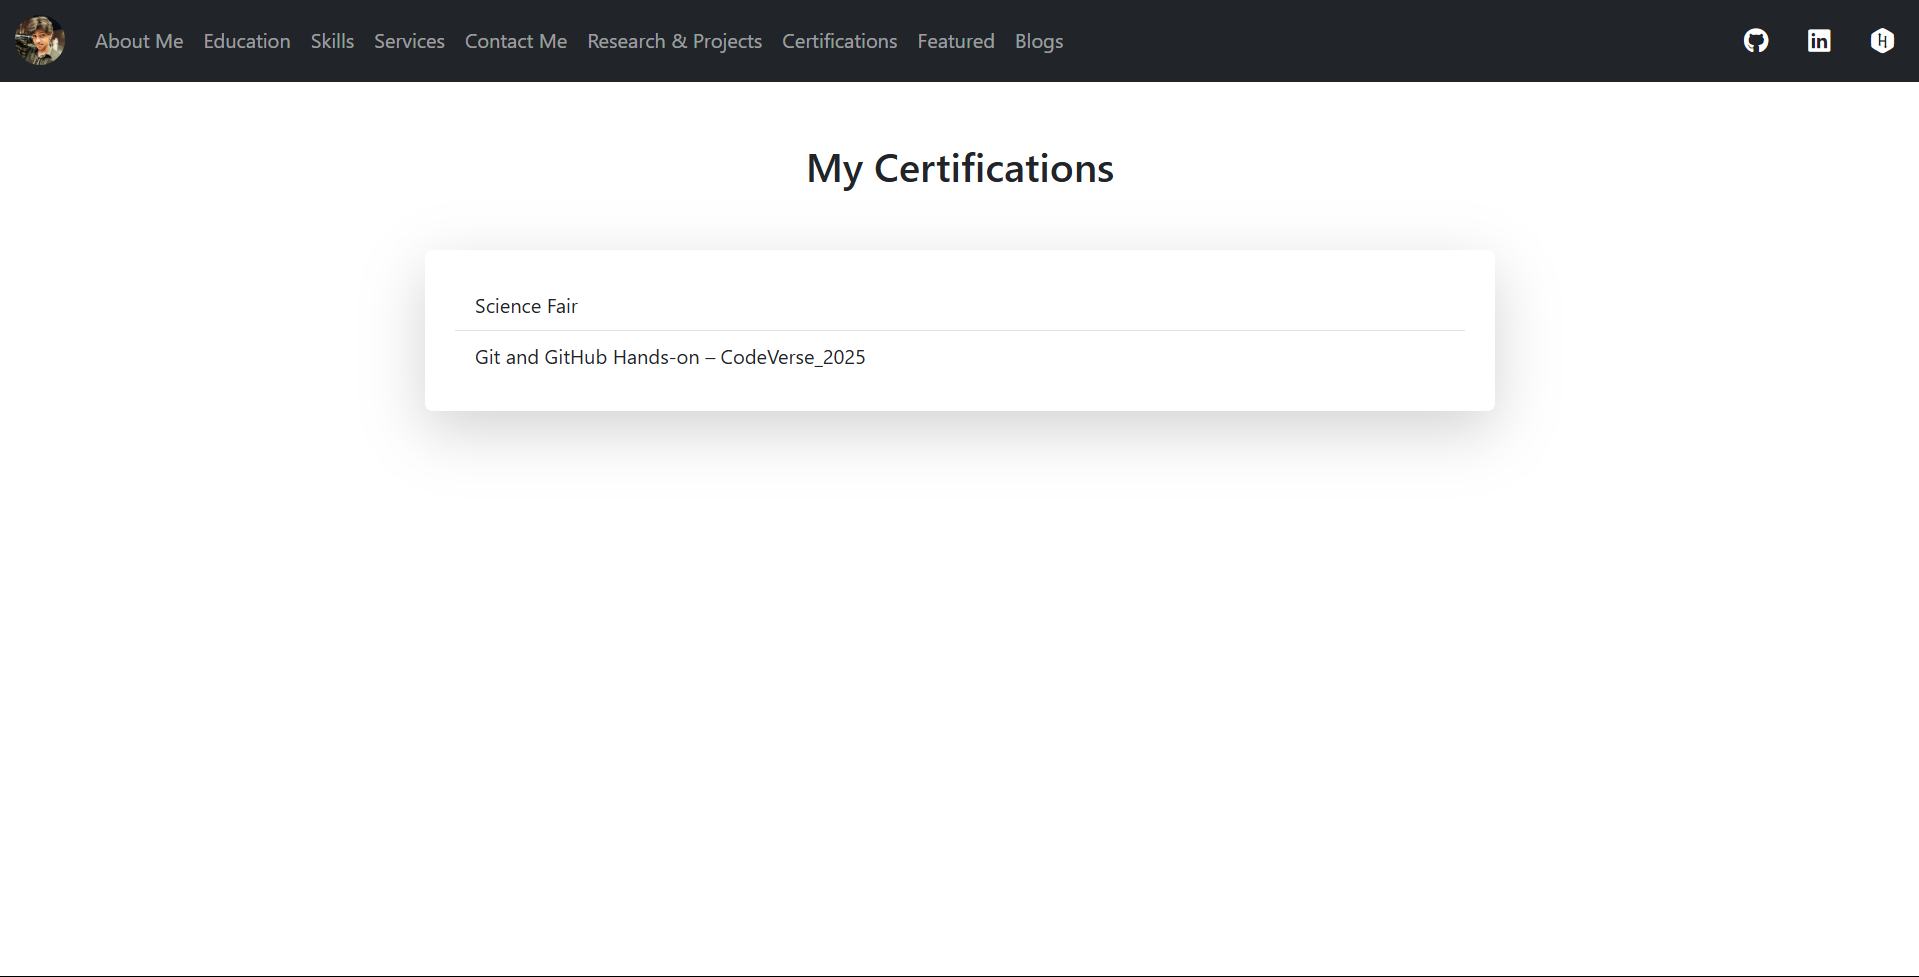 About Me Education Skills Services Contact Me Research & Projects Certifications Featured Blogs
My Certifications
Science Fair
Git and GitHub Hands-on – CodeVerse_2025